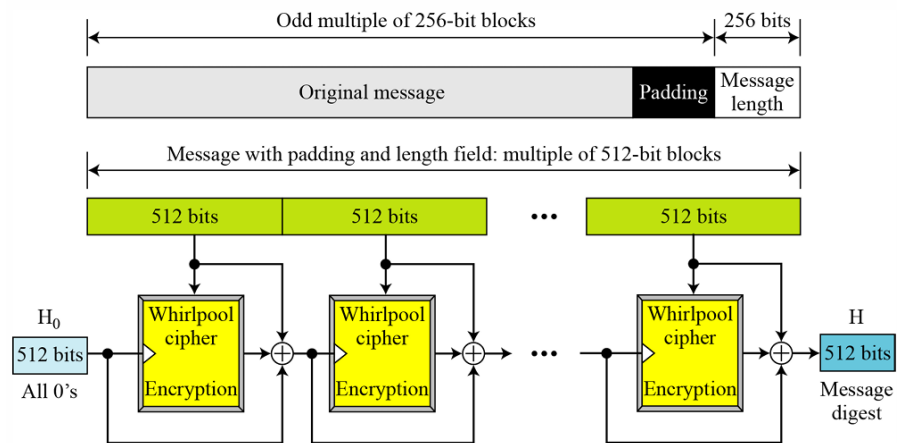 Odd multiple of 256-bit blocks 256 bits
Original message Padding Message length
Message with padding and length field: multiple of 512-bit blocks
512 bits 512 bits ••• 512 bits
H0
512 bits
All 0's
Whirlpool
cipher
Encryption
Whirlpool
cipher
Encryption
•••
Whirlpool
cipher
Encryption
H
512 bits
Message
digest